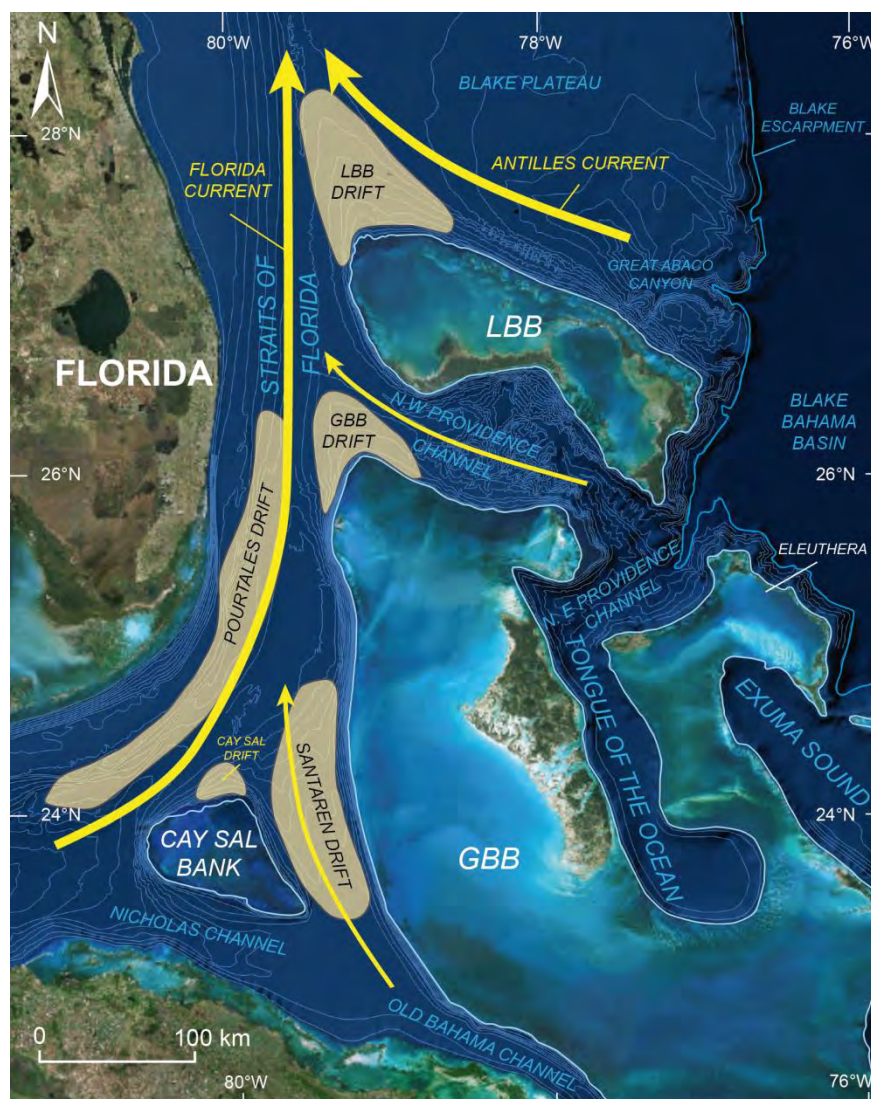 N
80°W
78°W
76°W
BLAKE PLATEAU
BLAKE
ESCARPMENT
28°N
28°N
FLORIDA
CURRENT
LBB
DRIFT
ANTILLES CURRENT
GREAT ABACO
CANYON
STRAITS OF
FLORIDA
LBB
FLORIDA
N.W PROVIDENCE
CHANNEL
BLAKE
BAHAMA
BASIN
GBB
DRIFT
26°N
26°N
POURTALES DRIFT
ELEUTHERA
N. E PROVIDENCE
CHANNEL
TONGUE OF THE OCEAN
EXUMA SOUND
CAY SAL
DRIFT
SANTAREN DRIFT
24°N
24°N
CAY SAL
BANK
GBB
NICHOLAS CHANNEL
OLD BAHAMA CHANNEL
0
100 km
80°W
76°W